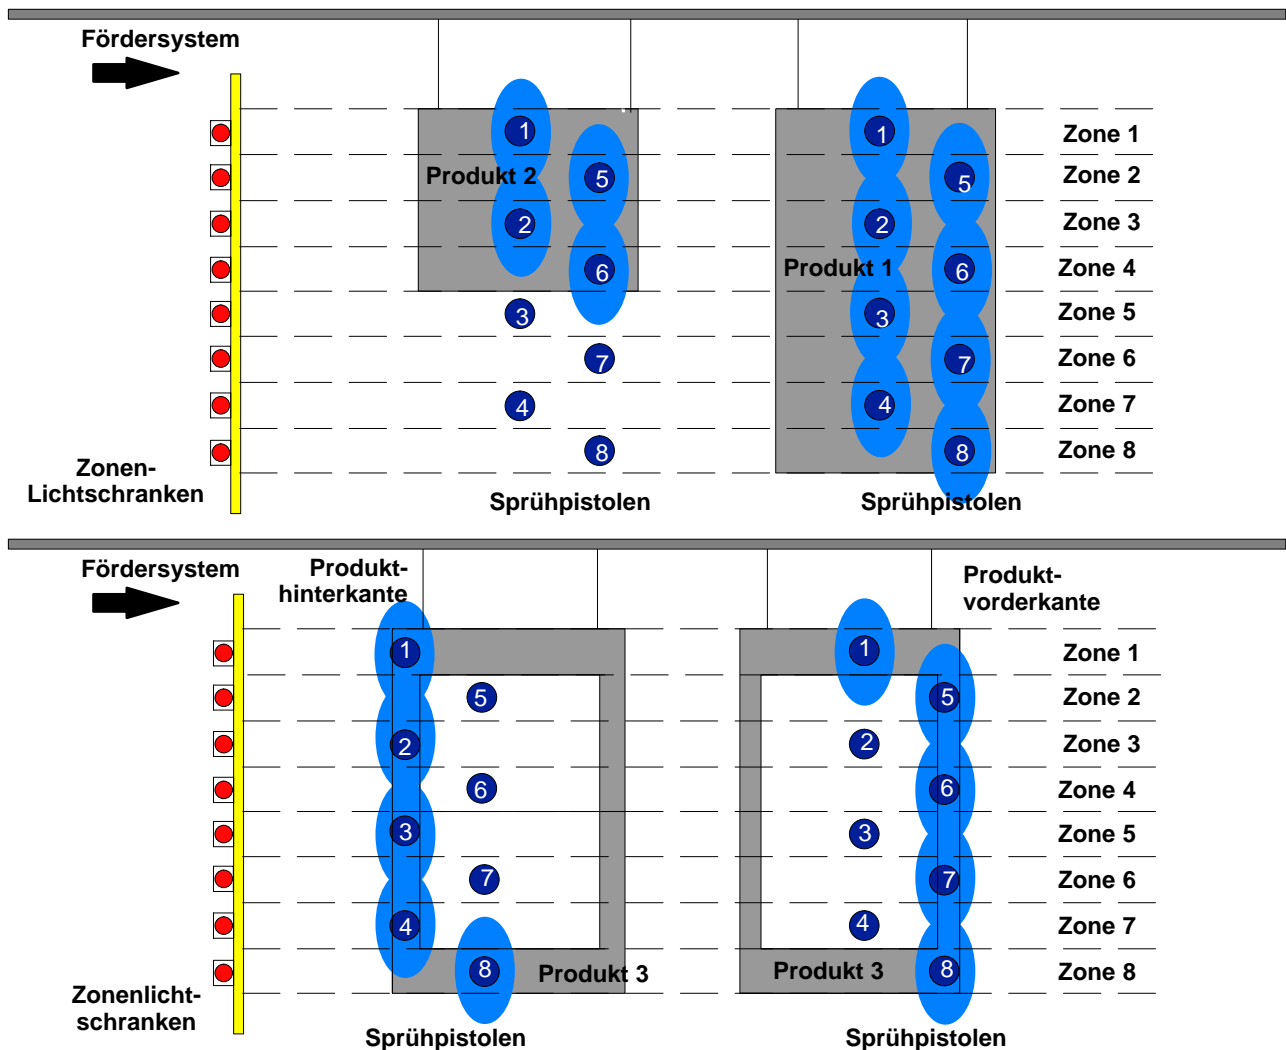 Fördersystem
1
1
Zone 1
Produkt 2
5
5
Zone 2
2
2
Zone 3
6
Produkt 1
6
Zone 4
3
3
Zone 5
7
7
Zone 6
4
4
Zone 7
8
8
Zone 8
Zonen-
Lichtschranken
Sprühpistolen
Sprühpistolen
Fördersystem
Produkt-
hinterkante
Produkt-
vorderkante
1
1
Zone 1
5
5
Zone 2
2
2
Zone 3
6
6
Zone 4
3
3
Zone 5
7
7
Zone 6
4
4
Zone 7
8
Produkt 3
Produkt 3
8
Zone 8
Zonenlicht-
schranken
Sprühpistolen
Sprühpistolen